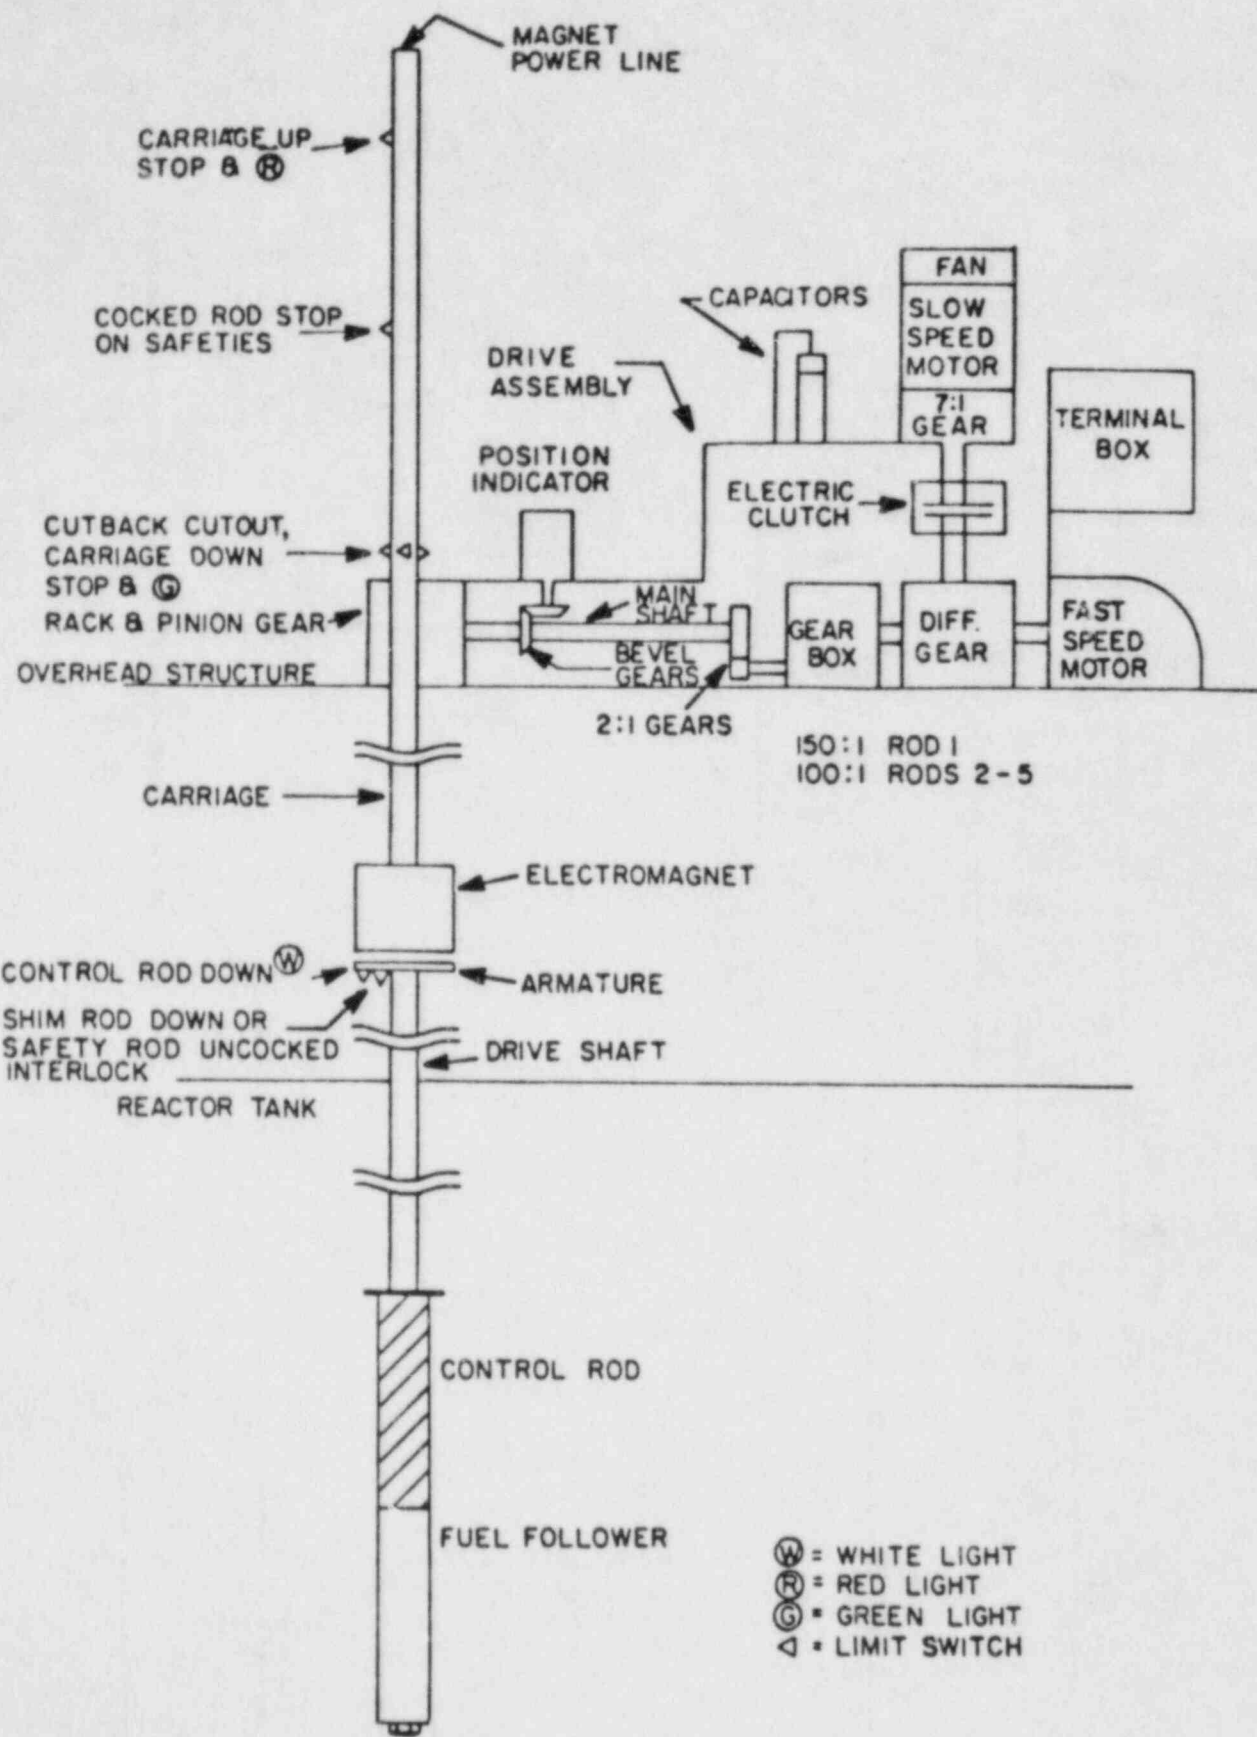 MAGNET
POWER LINE
CARRIAGE UP
STOP & Ⓡ
COCKED ROD STOP
ON SAFETIES
CAPACITORS
FAN
SLOW
SPEED
MOTOR
7:1
GEAR
DRIVE
ASSEMBLY
TERMINAL
BOX
POSITION
INDICATOR
ELECTRIC
CLUTCH
CUTBACK CUTOUT,
CARRIAGE DOWN
STOP & Ⓖ
RACK & PINION GEAR
MAIN
SHAFT
BEVEL
GEARS
GEAR
BOX
DIFF.
GEAR
FAST
SPEED
MOTOR
OVERHEAD STRUCTURE
2:1 GEARS
150:1 ROD 1
100:1 RODS 2-5
CARRIAGE
ELECTROMAGNET
CONTROL ROD DOWN Ⓦ
ARMATURE
SHIM ROD DOWN OR
SAFETY ROD UNCOCKED
INTERLOCK
DRIVE SHAFT
REACTOR TANK
CONTROL ROD
FUEL FOLLOWER
Ⓦ = WHITE LIGHT
Ⓡ = RED LIGHT
Ⓖ = GREEN LIGHT
◁ = LIMIT SWITCH